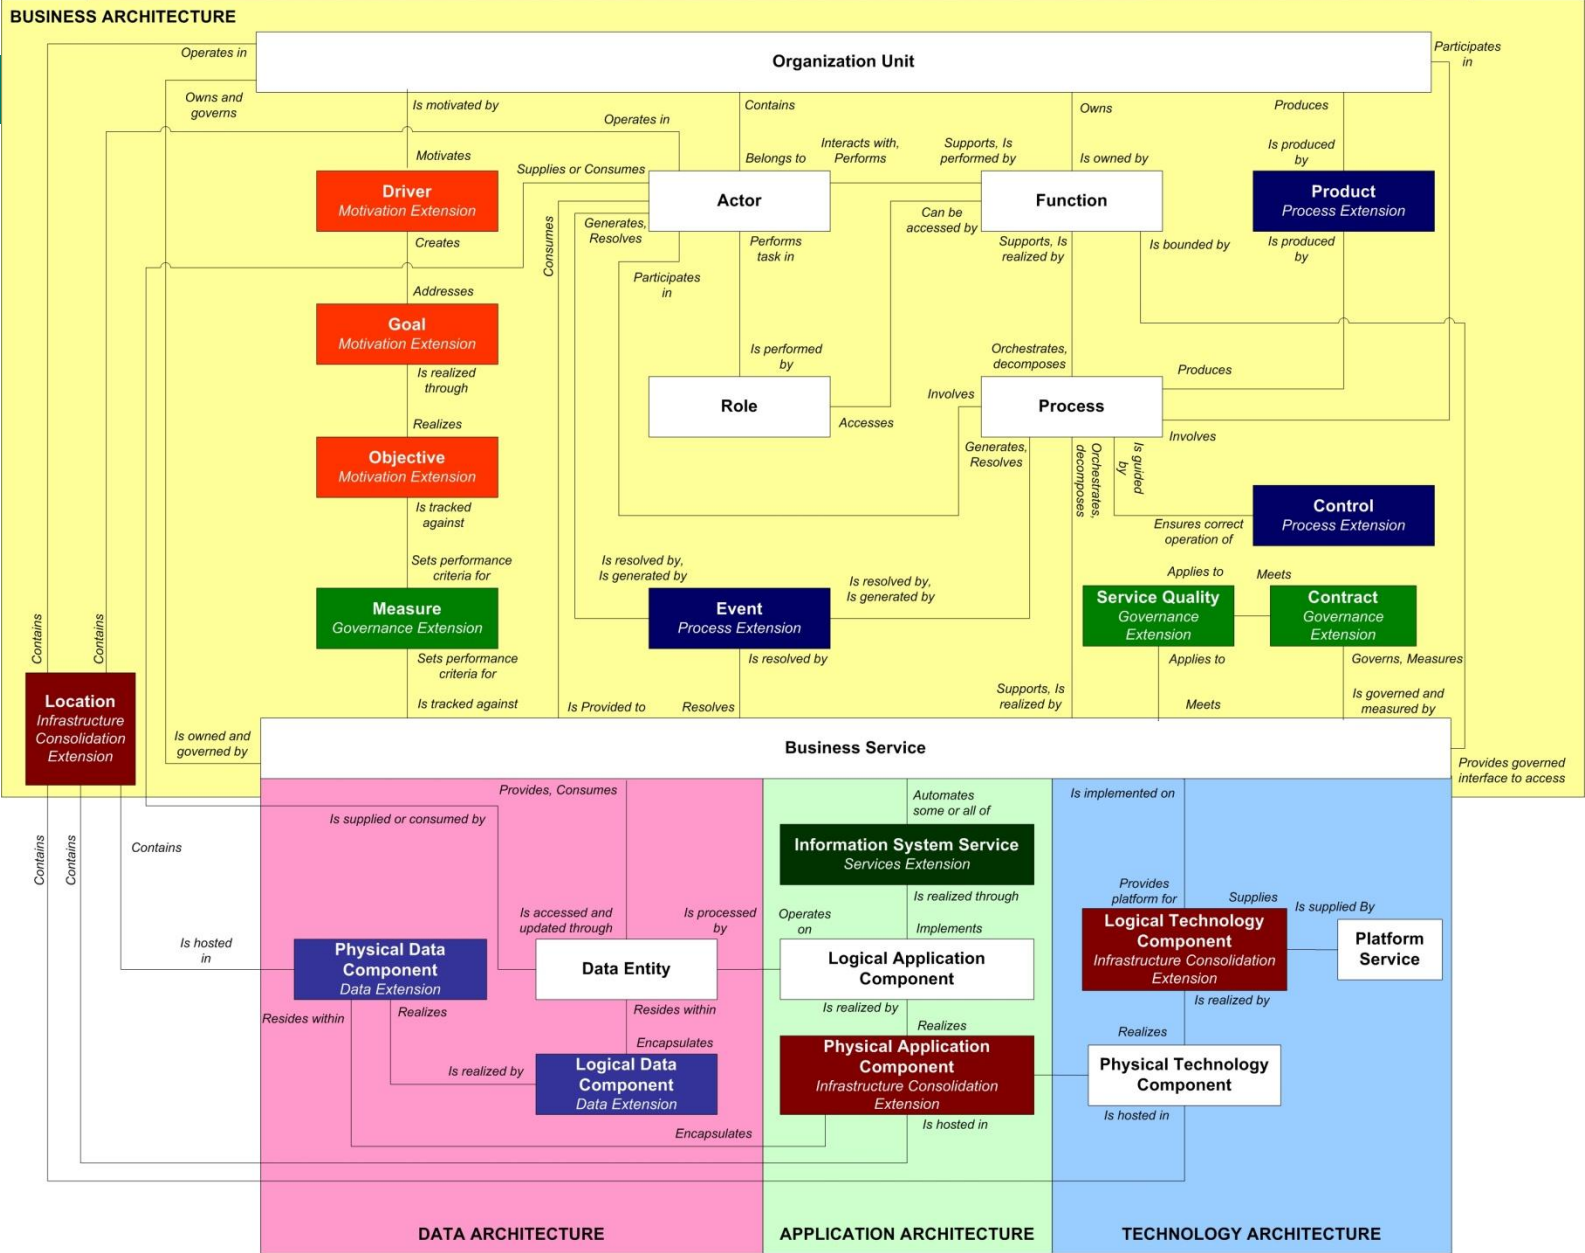 BUSINESS ARCHITECTURE
Operates in
Organization Unit
Participates
in
Owns and
governs
Is motivated by
Contains
Owns
Produces
Operates in
Motivates
Belongs to
Interacts with,
Performs
Supports, Is
performed by
Is owned by
Is produced
by
Supplies or Consumes
Driver
Motivation Extension
Actor
Function
Product
Process Extension
Creates
Consumes
Generates,
Resolves
Performs
task in
Can be
accessed by
Supports, Is
realized by
Is bounded by
Is produced
by
Participates
in
Addresses
Goal
Motivation Extension
Is realized
through
Is performed
by
Orchestrates,
decomposes
Produces
Role
Involves
Process
Realizes
Accesses
Involves
Objective
Motivation Extension
Generates,
Resolves
Orchestrates,
decomposes
Is guided
by
Is tracked
against
Control
Process Extension
Ensures correct
operation of
Sets performance
criteria for
Is resolved by,
Is generated by
Is resolved by,
Is generated by
Applies to
Meets
Measure
Governance Extension
Event
Process Extension
Service Quality
Governance
Extension
Contract
Governance
Extension
Contains
Contains
Sets performance
criteria for
Is resolved by
Applies to
Governs, Measures
Location
Infrastructure
Consolidation
Extension
Is tracked against
Is Provided to
Resolves
Supports, Is
realized by
Meets
Is governed and
measured by
Is owned and
governed by
Business Service
Provides governed
interface to access
Provides, Consumes
Automates
some or all of
Is implemented on
Is supplied or consumed by
Contains
Contains
Contains
Information System Service
Services Extension
Is realized through
Provides
platform for
Supplies
Is supplied By
Is accessed and
updated through
Is processed
by
Operates
on
Implements
Is hosted
in
Physical Data
Component
Data Extension
Data Entity
Logical Application
Component
Logical Technology
Component
Infrastructure Consolidation
Extension
Platform
Service
Resides within
Realizes
Resides within
Is realized by
Is realized by
Encapsulates
Realizes
Realizes
Is realized by
Logical Data
Component
Data Extension
Physical Application
Component
Infrastructure Consolidation
Extension
Physical Technology
Component
Encapsulates
Is hosted in
Is hosted in
DATA ARCHITECTURE
APPLICATION ARCHITECTURE
TECHNOLOGY ARCHITECTURE